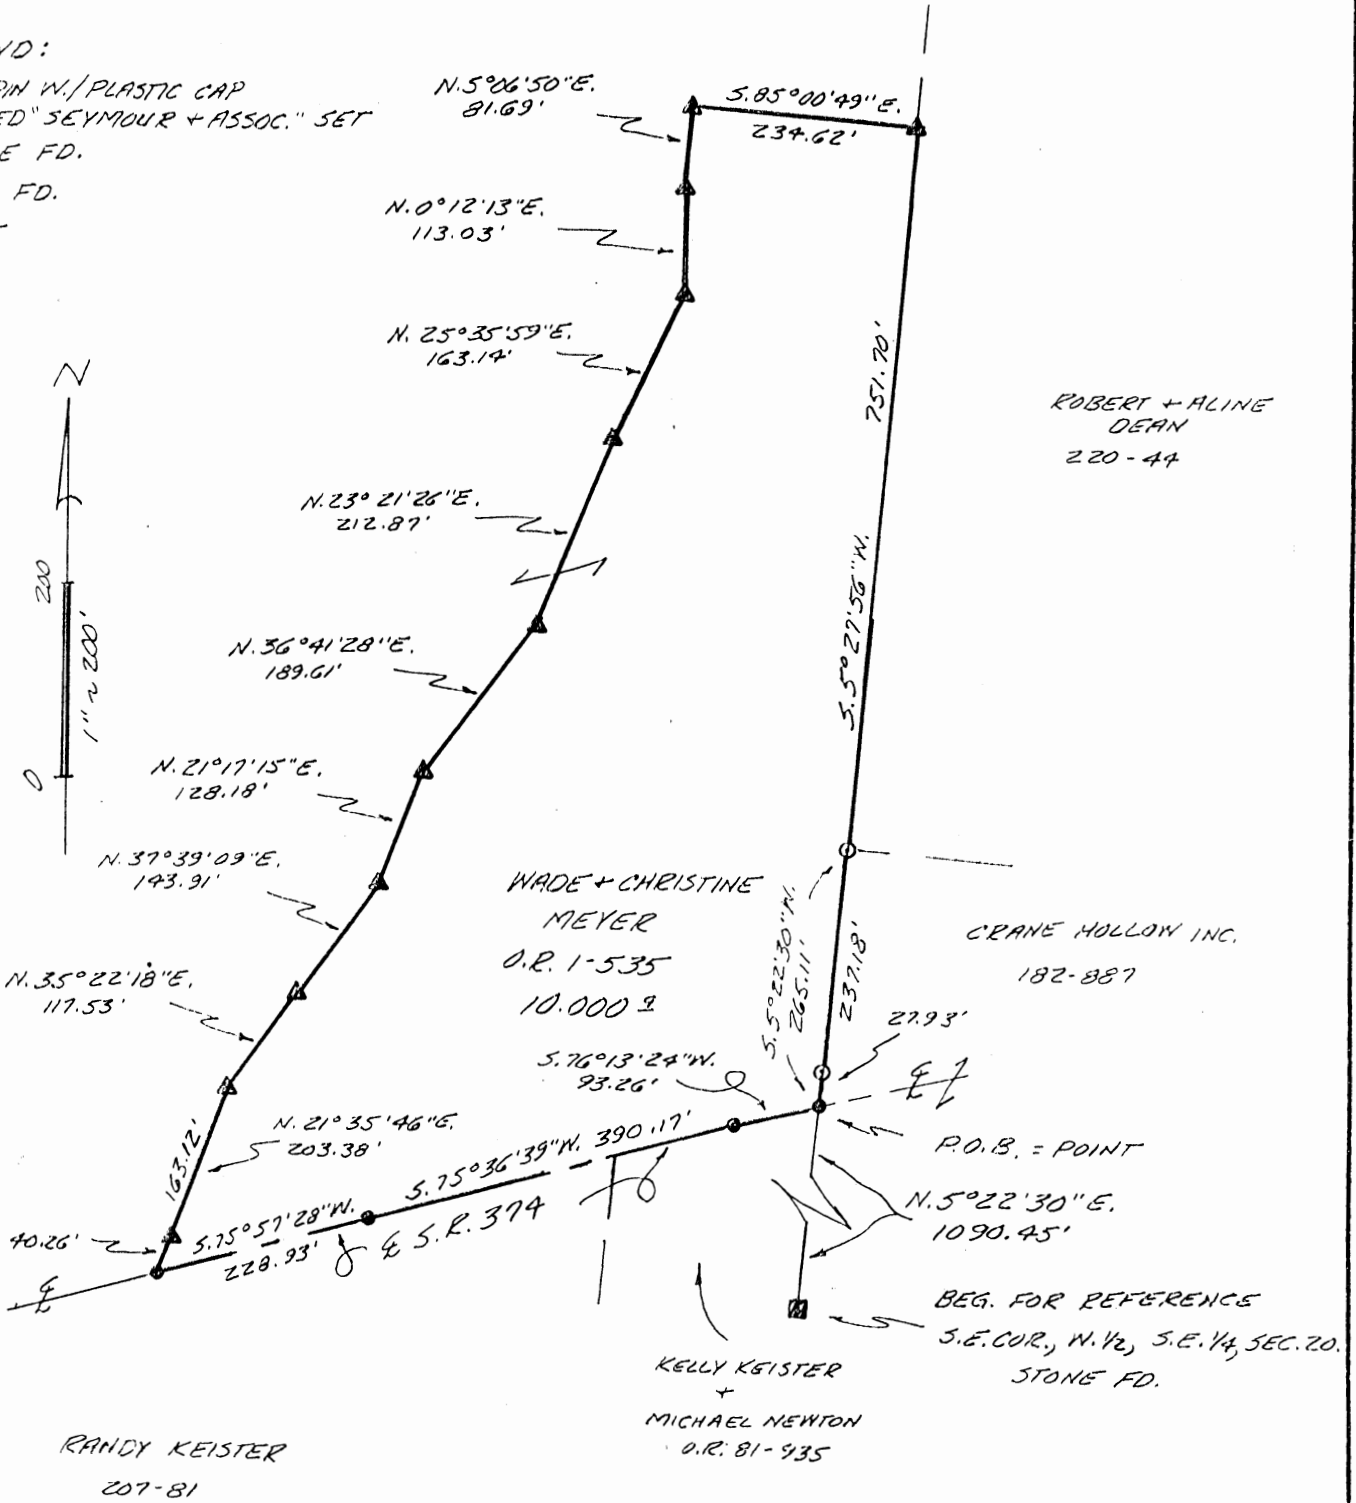 ND:
PIN W./PLASTIC CAP
ED "SEYMOUR + ASSOC." SET
E FD.
FD.
N.5°06'50"E.
81.69'
S.85°00'49"E.
234.62'
N.0°12'13"E.
113.03'
N.25°35'59"E.
163.14'
751.70'
S.5°27'56"W.
ROBERT + ALINE
DEAN
220-44
N
200
0
1" ~ 200'
N.23°21'26"E.
212.87'
N.36°41'28"E.
189.61'
N.21°17'15"E.
128.18'
N.37°39'09"E.
143.91'
WADE + CHRISTINE
MEYER
O.R. 1-535
10.000 a
S.5°22'30"W.
265.11'
237.18'
CRANE HOLLOW INC.
182-887
N.35°22'18"E.
117.53'
27.93'
S.76°13'24"W.
93.26'
℄
N.21°35'46"E.
203.38'
163.12'
40.26'
S.75°36'39"W. 390.17'
P.O.B. = POINT
N.5°22'30"E.
1090.45'
S.75°57'28"W.
228.93'
℄ S.R. 374
℄
BEG. FOR REFERENCE
S.E.COR., W.1/2, S.E.1/4, SEC.20.
STONE FD.
KELLY KEISTER
+
MICHAEL NEWTON
O.R. 81-935
RANDY KEISTER
207-81